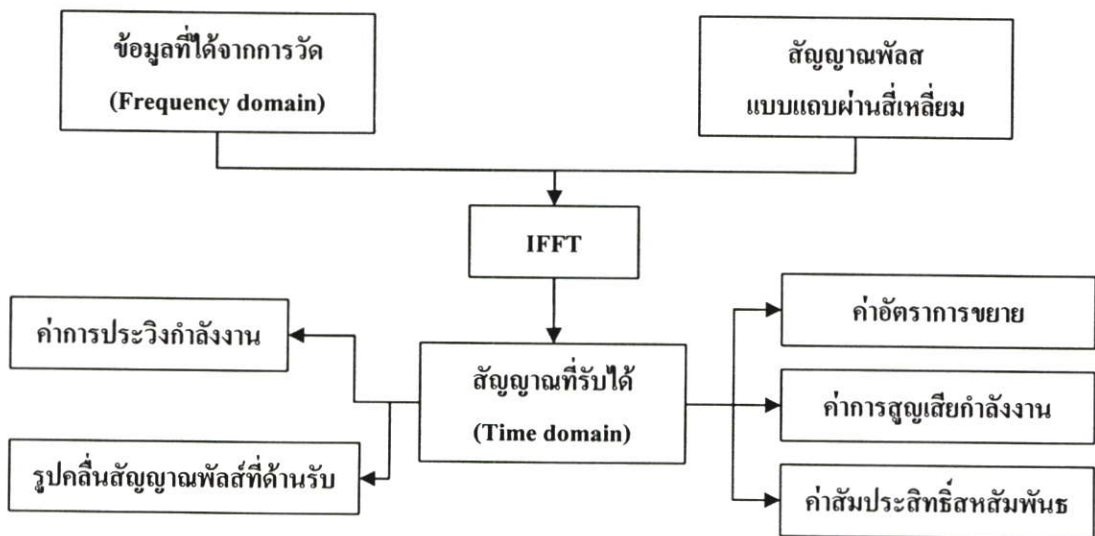 ข้อมูลที่ได้จากการวัด
(Frequency domain)
สัญญาณพัลส
แบบแถบผ่านสี่เหลี่ยม
IFFT
ค่าการประวิงกำลังงาน
รูปคลื่นสัญญาณพัลส์ที่ด้านรับ
สัญญาณที่รับได้
(Time domain)
ค่าอัตราการขยาย
ค่าการสูญเสียกำลังงาน
ค่าสัมประสิทธิ์สหสัมพันธ